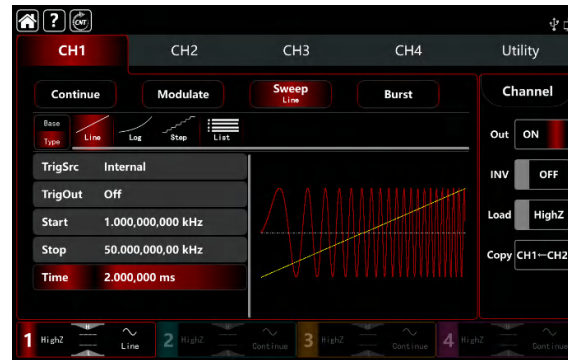 ? CNT
CH1 CH2 CH3 CH4 Utility
Continue Modulate Sweep Burst Channel
Line
Base
Type Line Log Step List
Out ON
TrigSrc Internal
INV OFF
TrigOut Off
Load HighZ
Start 1.000,000,000 kHz
Stop 50.000,000,00 kHz
Copy CH1←CH2
Time 2.000,000 ms
1 HighZ Line 2 HighZ Continue 3 HighZ Continue 4 HighZ Continue